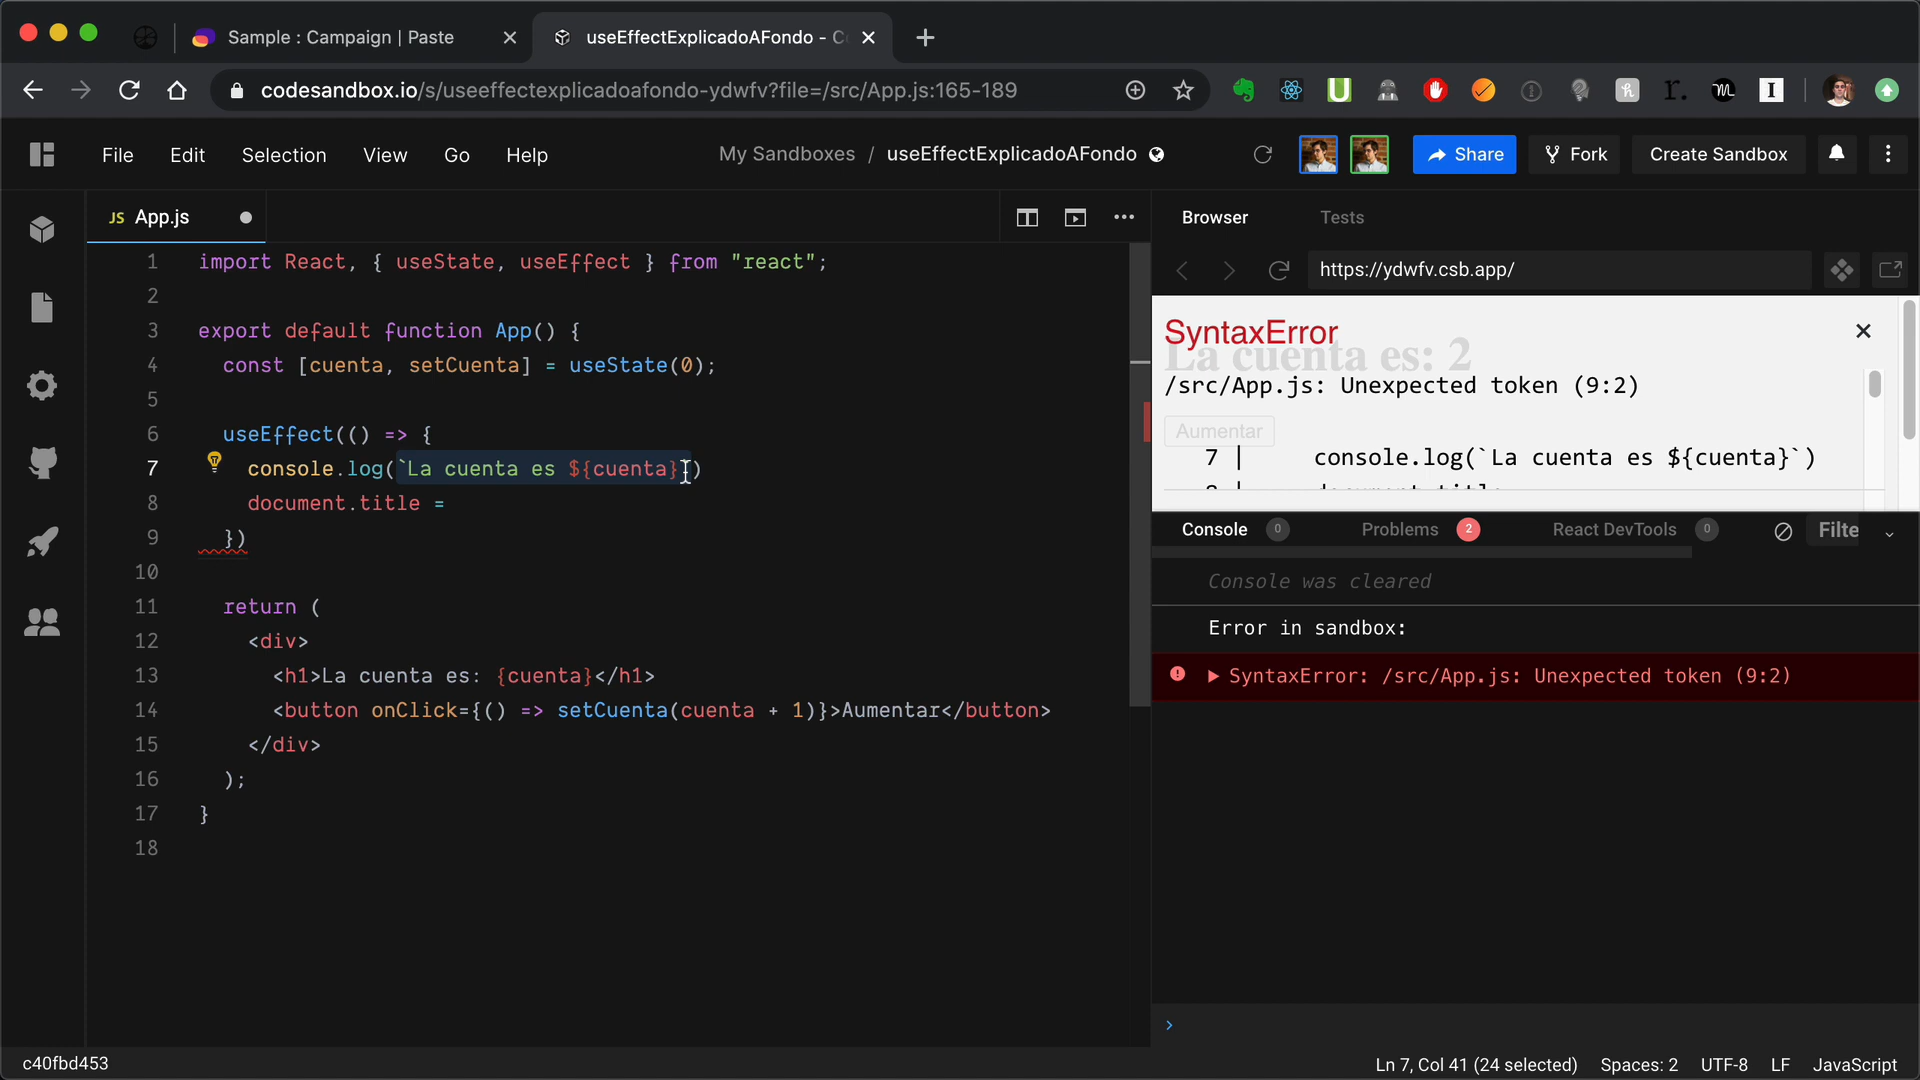 Sample : Campaign | Paste
useEffectExplicadoAFondo - Co
codesandbox.io/s/useeffectexplicadoafondo-ydwfv?file=/src/App.js:165-189
File Edit Selection View Go Help
My Sandboxes / useEffectExplicadoAFondo
Share
Fork
Create Sandbox
JS App.js
Browser
Tests
https://ydwfv.csb.app/
1 import React, { useState, useEffect } from "react";
2
3 export default function App() {
4 const [cuenta, setCuenta] = useState(0);
5
6 useEffect(() => {
7 console.log(`La cuenta es ${cuenta}`)
8 document.title =
9 })
10
11 return (
12 <div>
13 <h1>La cuenta es: {cuenta}</h1>
14 <button onClick={() => setCuenta(cuenta + 1)}>Aumentar</button>
15 </div>
16 );
17 }
18
SyntaxError
La cuenta es: 2
/src/App.js: Unexpected token (9:2)
Aumentar
7 | console.log(`La cuenta es ${cuenta}`)
Console 0 Problems 2 React DevTools 0 Filte
Console was cleared
Error in sandbox:
SyntaxError: /src/App.js: Unexpected token (9:2)
c40fbd453
Ln 7, Col 41 (24 selected) Spaces: 2 UTF-8 LF JavaScript